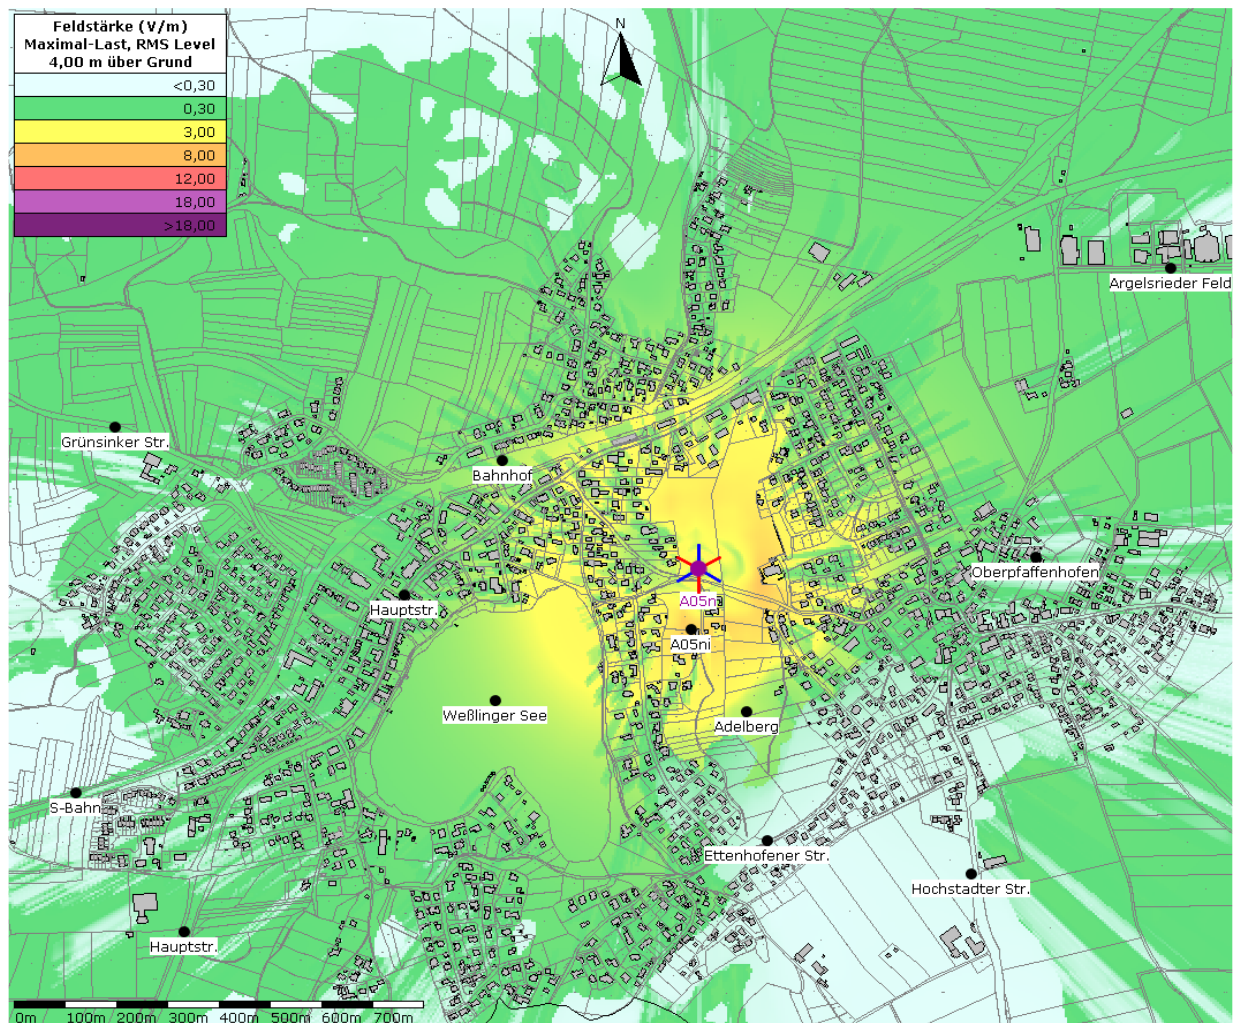 Feldstärke (V/m)
Maximal-Last, RMS Level
4,00 m über Grund
<0,30
0,30
3,00
8,00
12,00
18,00
>18,00
N
Argelsrieder Feld
Grünsinker Str.
Bahnhof
Oberpfaffenhofen
Hauptstr.
A05n
A05ni
Weßlinger See
Adelberg
S-Bahn
Ettenhofener Str.
Hochstadter Str.
Hauptstr.
0m 100m 200m 300m 400m 500m 600m 700m